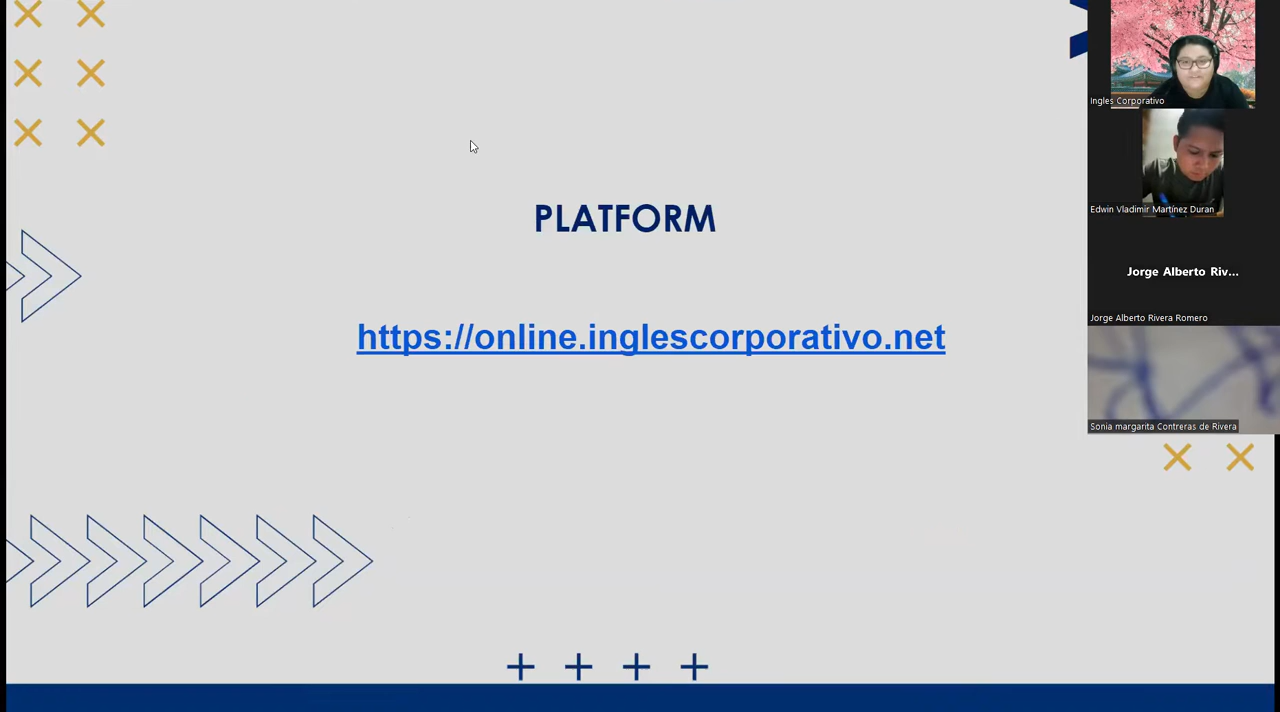 PLATFORM
https://online.inglescorporativo.net
Ingles Corporativo
Edwin Vladimir Martínez Duran
Jorge Alberto Riv...
Jorge Alberto Rivera Romero
Sonia margarita Contreras de Rivera